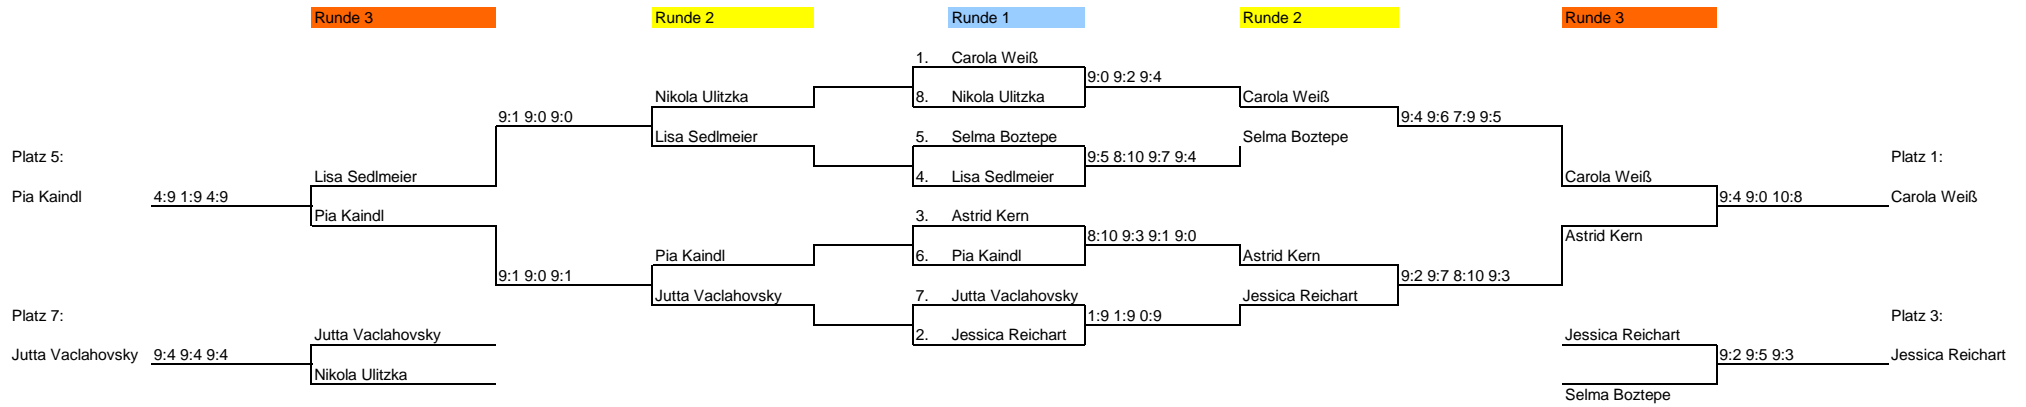 Runde 3 Runde 2 Runde 1 Runde 2 Runde 3
1. Carola Weiß
9:0 9:2 9:4
Nikola Ulitzka 8. Nikola Ulitzka Carola Weiß
9:1 9:0 9:0 9:4 9:6 7:9 9:5
Lisa Sedlmeier 5. Selma Boztepe Selma Boztepe
Platz 5: 9:5 8:10 9:7 9:4 Platz 1:
Lisa Sedlmeier 4. Lisa Sedlmeier Carola Weiß
Pia Kaindl 4:9 1:9 4:9 9:4 9:0 10:8 Carola Weiß
Pia Kaindl 3. Astrid Kern
8:10 9:3 9:1 9:0 Astrid Kern
Pia Kaindl 6. Pia Kaindl Astrid Kern
9:1 9:0 9:1 9:2 9:7 8:10 9:3
Jutta Vaclahovsky 7. Jutta Vaclahovsky Jessica Reichart
Platz 7: 1:9 1:9 0:9 Platz 3:
Jutta Vaclahovsky 2. Jessica Reichart Jessica Reichart
Jutta Vaclahovsky 9:4 9:4 9:4 9:2 9:5 9:3 Jessica Reichart
Nikola Ulitzka
Selma Boztepe